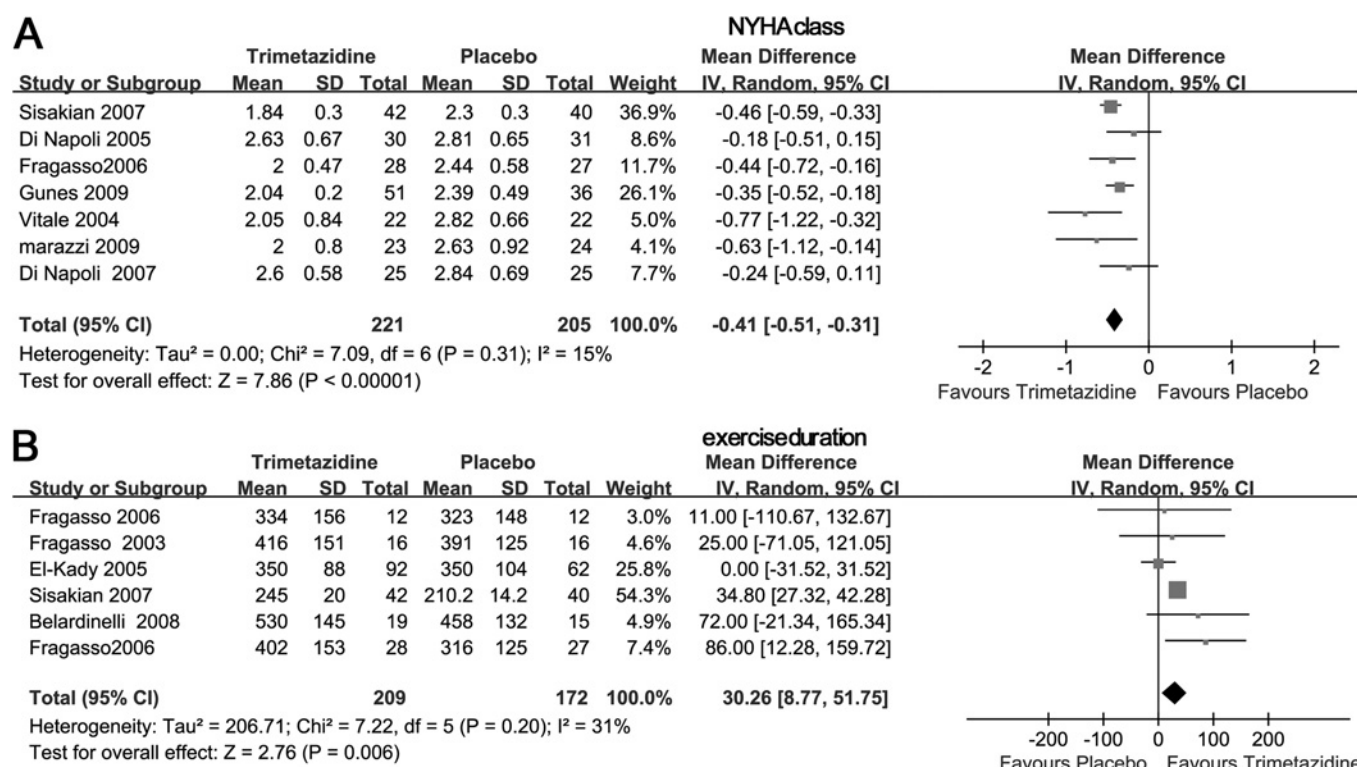 A
NYHAclass
Trimetazidine Placebo Mean Difference Mean Difference
Study or Subgroup Mean SD Total Mean SD Total Weight IV, Random, 95% CI IV, Random, 95% CI
Sisakian 2007 1.84 0.3 42 2.3 0.3 40 36.9% -0.46 [-0.59, -0.33]
Di Napoli 2005 2.63 0.67 30 2.81 0.65 31 8.6% -0.18 [-0.51, 0.15]
Fragasso2006 2 0.47 28 2.44 0.58 27 11.7% -0.44 [-0.72, -0.16]
Gunes 2009 2.04 0.2 51 2.39 0.49 36 26.1% -0.35 [-0.52, -0.18]
Vitale 2004 2.05 0.84 22 2.82 0.66 22 5.0% -0.77 [-1.22, -0.32]
marazzi 2009 2 0.8 23 2.63 0.92 24 4.1% -0.63 [-1.12, -0.14]
Di Napoli 2007 2.6 0.58 25 2.84 0.69 25 7.7% -0.24 [-0.59, 0.11]
Total (95% CI) 221 205 100.0% -0.41 [-0.51, -0.31]
Heterogeneity: Tau² = 0.00; Chi² = 7.09, df = 6 (P = 0.31); I² = 15%
Test for overall effect: Z = 7.86 (P < 0.00001)
-2 -1 0 1 2
Favours Trimetazidine Favours Placebo
B
exerciseduration
Trimetazidine Placebo Mean Difference Mean Difference
Study or Subgroup Mean SD Total Mean SD Total Weight IV, Random, 95% CI IV, Random, 95% CI
Fragasso 2006 334 156 12 323 148 12 3.0% 11.00 [-110.67, 132.67]
Fragasso 2003 416 151 16 391 125 16 4.6% 25.00 [-71.05, 121.05]
El-Kady 2005 350 88 92 350 104 62 25.8% 0.00 [-31.52, 31.52]
Sisakian 2007 245 20 42 210.2 14.2 40 54.3% 34.80 [27.32, 42.28]
Belardinelli 2008 530 145 19 458 132 15 4.9% 72.00 [-21.34, 165.34]
Fragasso2006 402 153 28 316 125 27 7.4% 86.00 [12.28, 159.72]
Total (95% CI) 209 172 100.0% 30.26 [8.77, 51.75]
Heterogeneity: Tau² = 206.71; Chi² = 7.22, df = 5 (P = 0.20); I² = 31%
Test for overall effect: Z = 2.76 (P = 0.006)
-200 -100 0 100 200
Favours Placebo Favours Trimetazidine